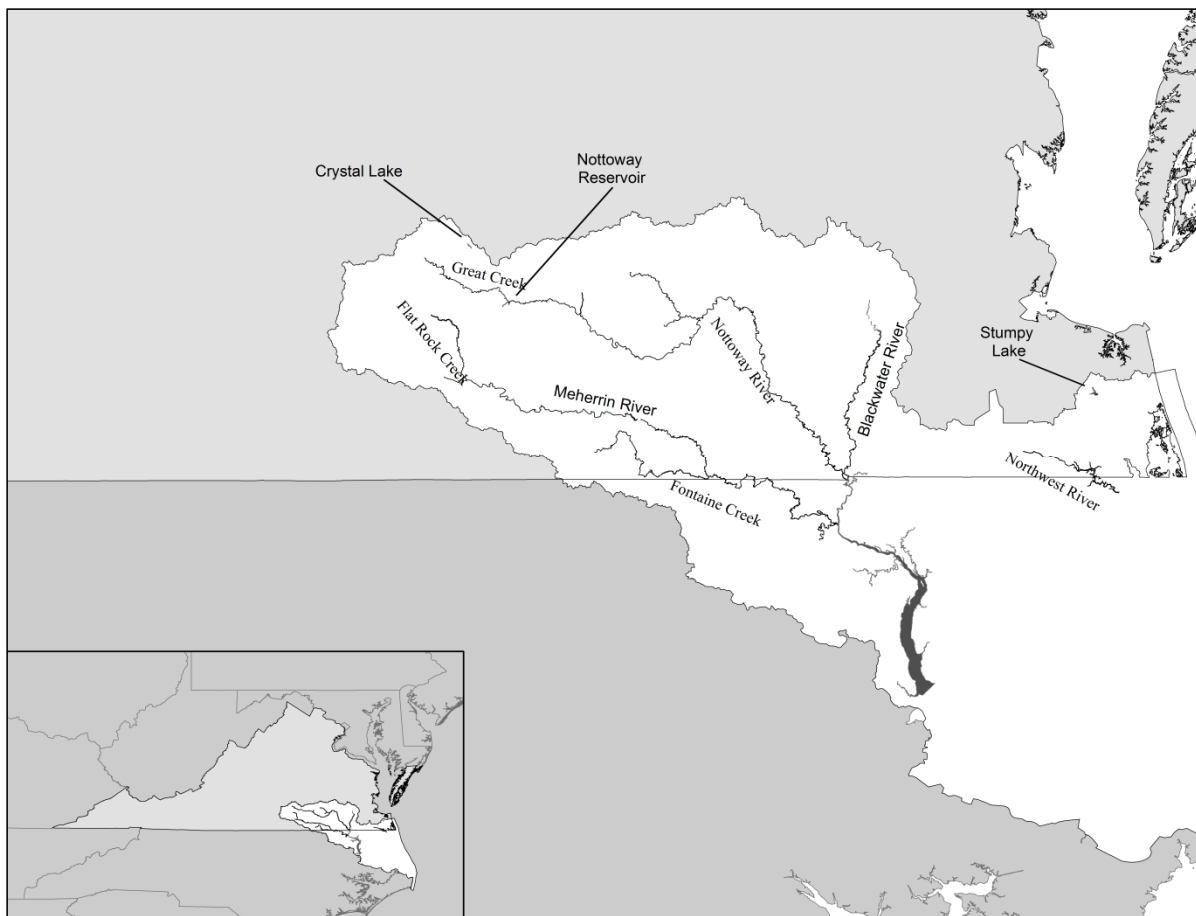 Crystal Lake
Nottoway
Reservoir
Great Creek
Flat Rock Creek
Meherrin River
Nottoway River
Blackwater River
Stumpy
Lake
Northwest River
Fontaine Creek